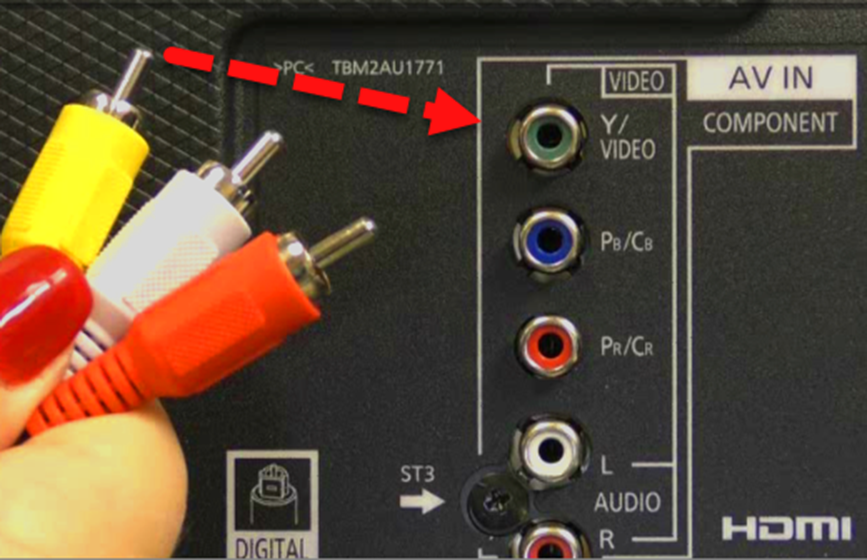 >PC< TBM2AU1771
VIDEO
AV IN
COMPONENT
Y/
VIDEO
PB/CB
PR/CR
L
ST3
AUDIO
R
DIGITAL
HDMI